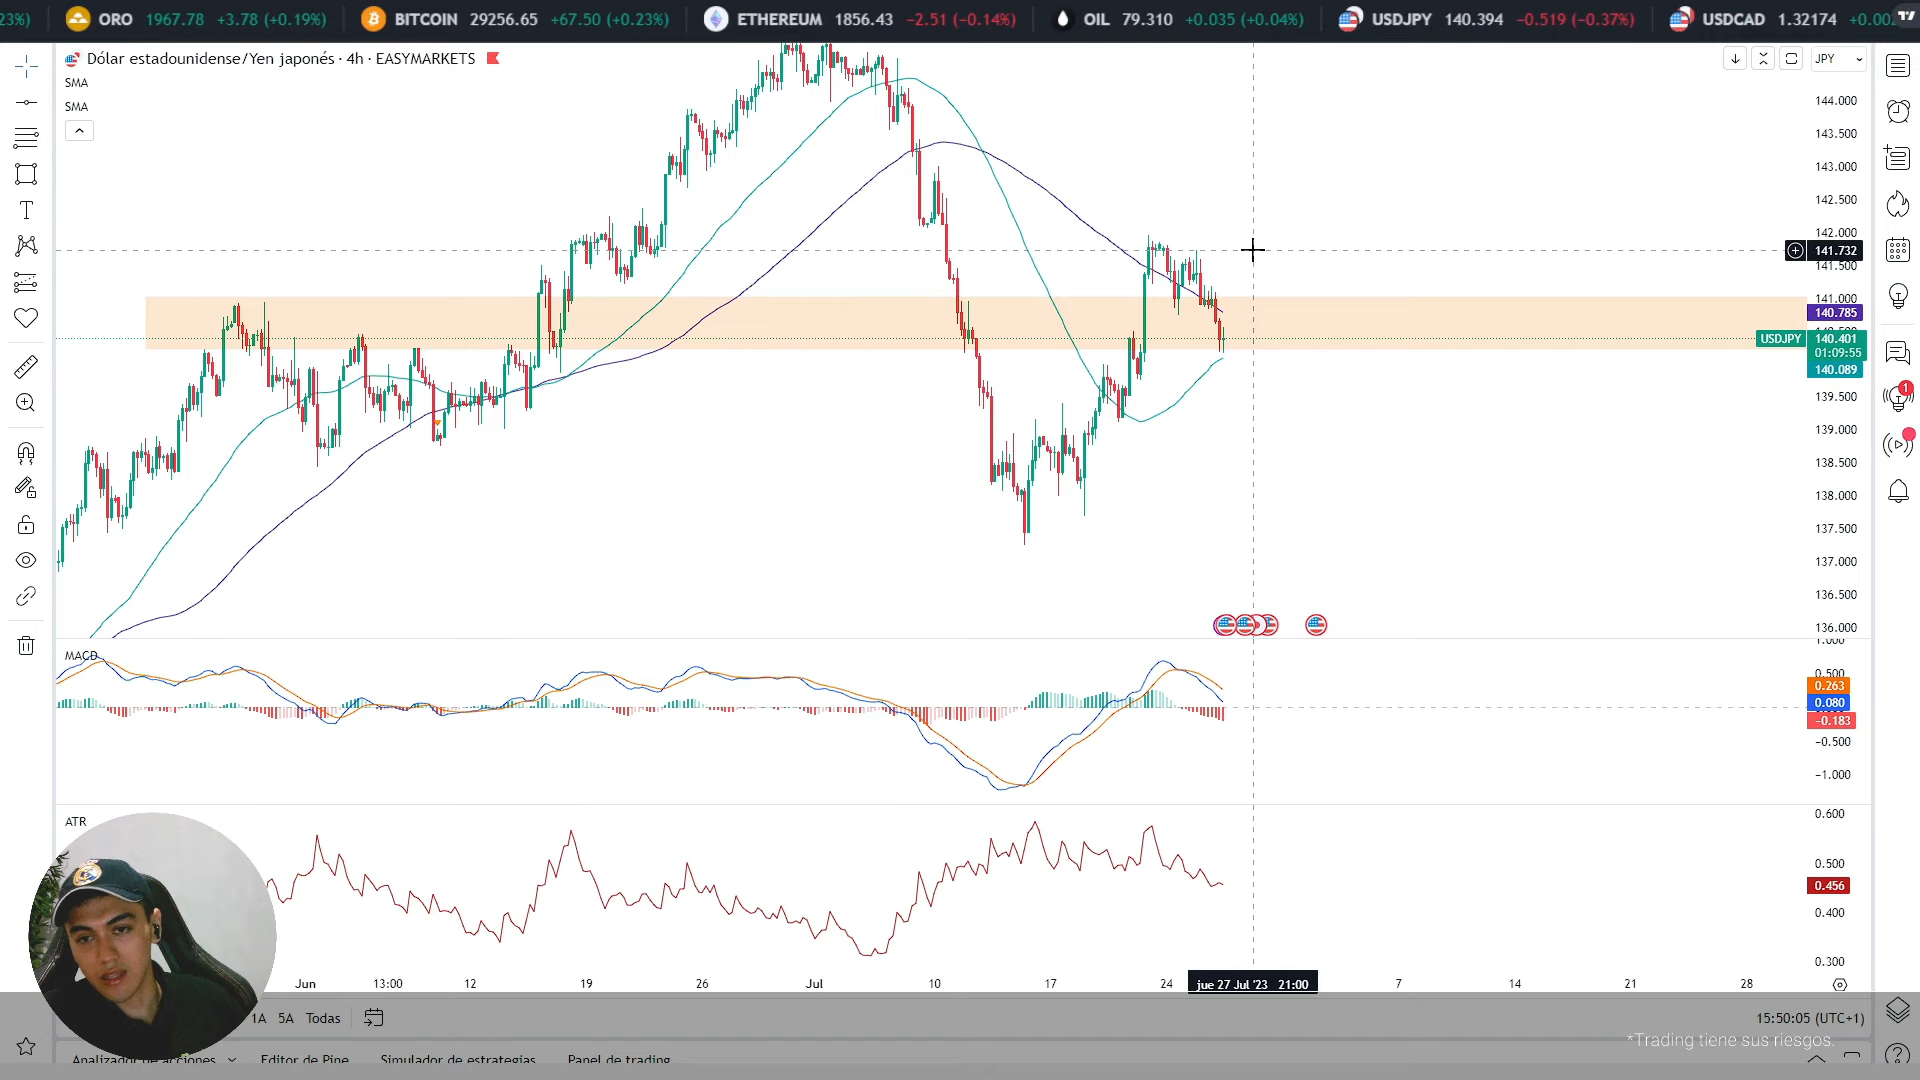 23%) ORO 1967.78 +3.78 (+0.19%) BITCOIN 29256.65 +67.50 (+0.23%) ETHEREUM 1856.43 −2.51 (−0.14%) OIL 79.310 +0.035 (+0.04%) USDJPY 140.394 −0.519 (−0.37%) USDCAD 1.32174
Dólar estadounidense/Yen japonés · 4h · EASYMARKETS
JPY
SMA
SMA
144.000
143.500
143.000
142.500
142.000
141.732
141.500
141.000
140.785
USDJPY 140.401
01:09:55
140.089
139.500
139.000
138.500
138.000
137.500
137.000
136.500
136.000
1
MACD
0.500
0.263
0.080
−0.183
−0.500
−1.000
ATR
0.600
0.500
0.456
0.400
0.300
Jun 13:00 12 19 26 Jul 10 17 24 jue 27 Jul '23 21:00 7 14 21 28
1A 5A Todas
15:50:05 (UTC+1)
*Trading tiene sus riesgos.
Analizador de acciones Editor de Pine Simulador de estrategias Panel de trading